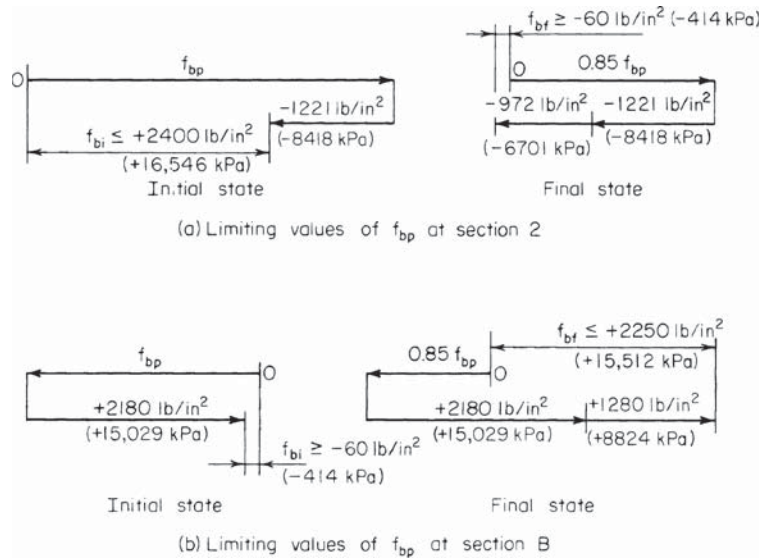 f_bf ≥ -60 lb/in² (-414 kPa)
O f_bp
O 0.85 f_bp
-1221 lb/in²
(-8418 kPa)
f_bi ≤ +2400 lb/in²
(+16,546 kPa)
-972 lb/in² -1221 lb/in²
(-6701 kPa) (-8418 kPa)
Initial state
Final state
(a) Limiting values of f_bp at section 2
f_bp O
+2180 lb/in²
(+15,029 kPa)
f_bi ≥ -60 lb/in²
(-414 kPa)
f_bf ≤ +2250 lb/in²
(+15,512 kPa)
0.85 f_bp O
+2180 lb/in² +1280 lb/in²
(+15,029 kPa) (+8824 kPa)
Initial state
Final state
(b) Limiting values of f_bp at section B